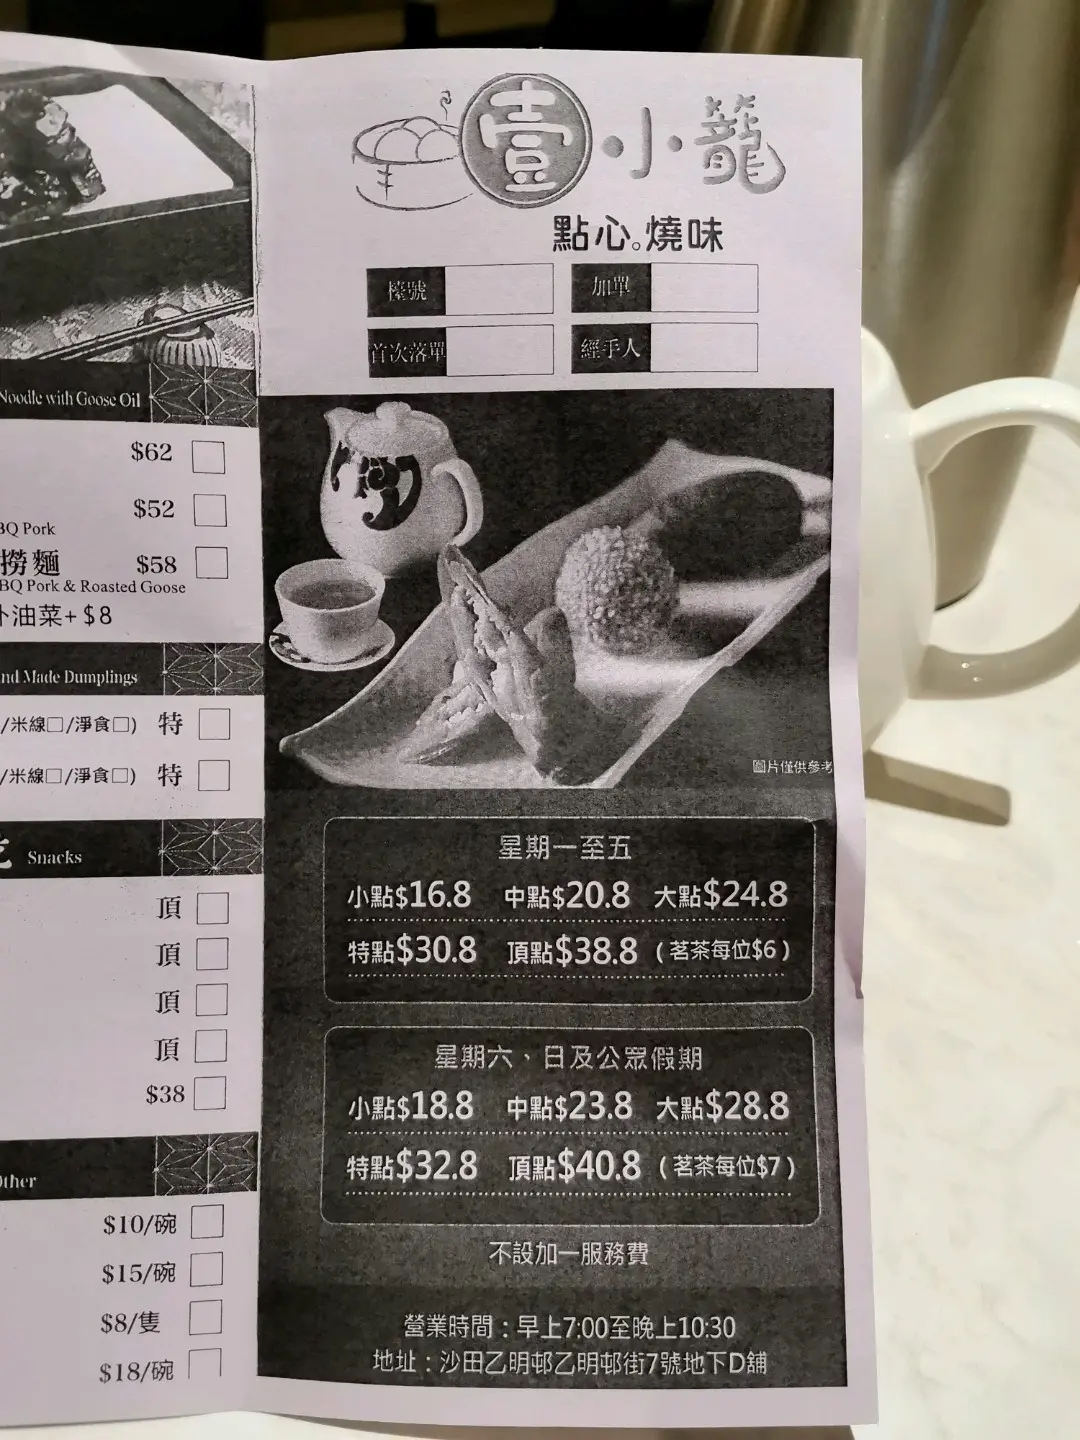 Noodle with Goose Oil
$62
$52
BQ Pork
撈麵 $58
BQ Pork & Roasted Goose
油菜+$8
nd Made Dumplings
/米線□/淨食□) 特
/米線□/淨食□) 特
Snacks
頂
頂
頂
頂
$38
Other
$10/碗
$15/碗
$8/隻
$18/碗
壹·小籠
點心。燒味
檯號
加單
首次落單
經手人
圖片僅供參考
星期一至五
小點$16.8 中點$20.8 大點$24.8
特點$30.8 頂點$38.8 (茗茶每位$6)
星期六、日及公眾假期
小點$18.8 中點$23.8 大點$28.8
特點$32.8 頂點$40.8 (茗茶每位$7)
不設加一服務費
營業時間:早上7:00至晚上10:30
地址:沙田乙明邨乙明邨街7號地下D舖